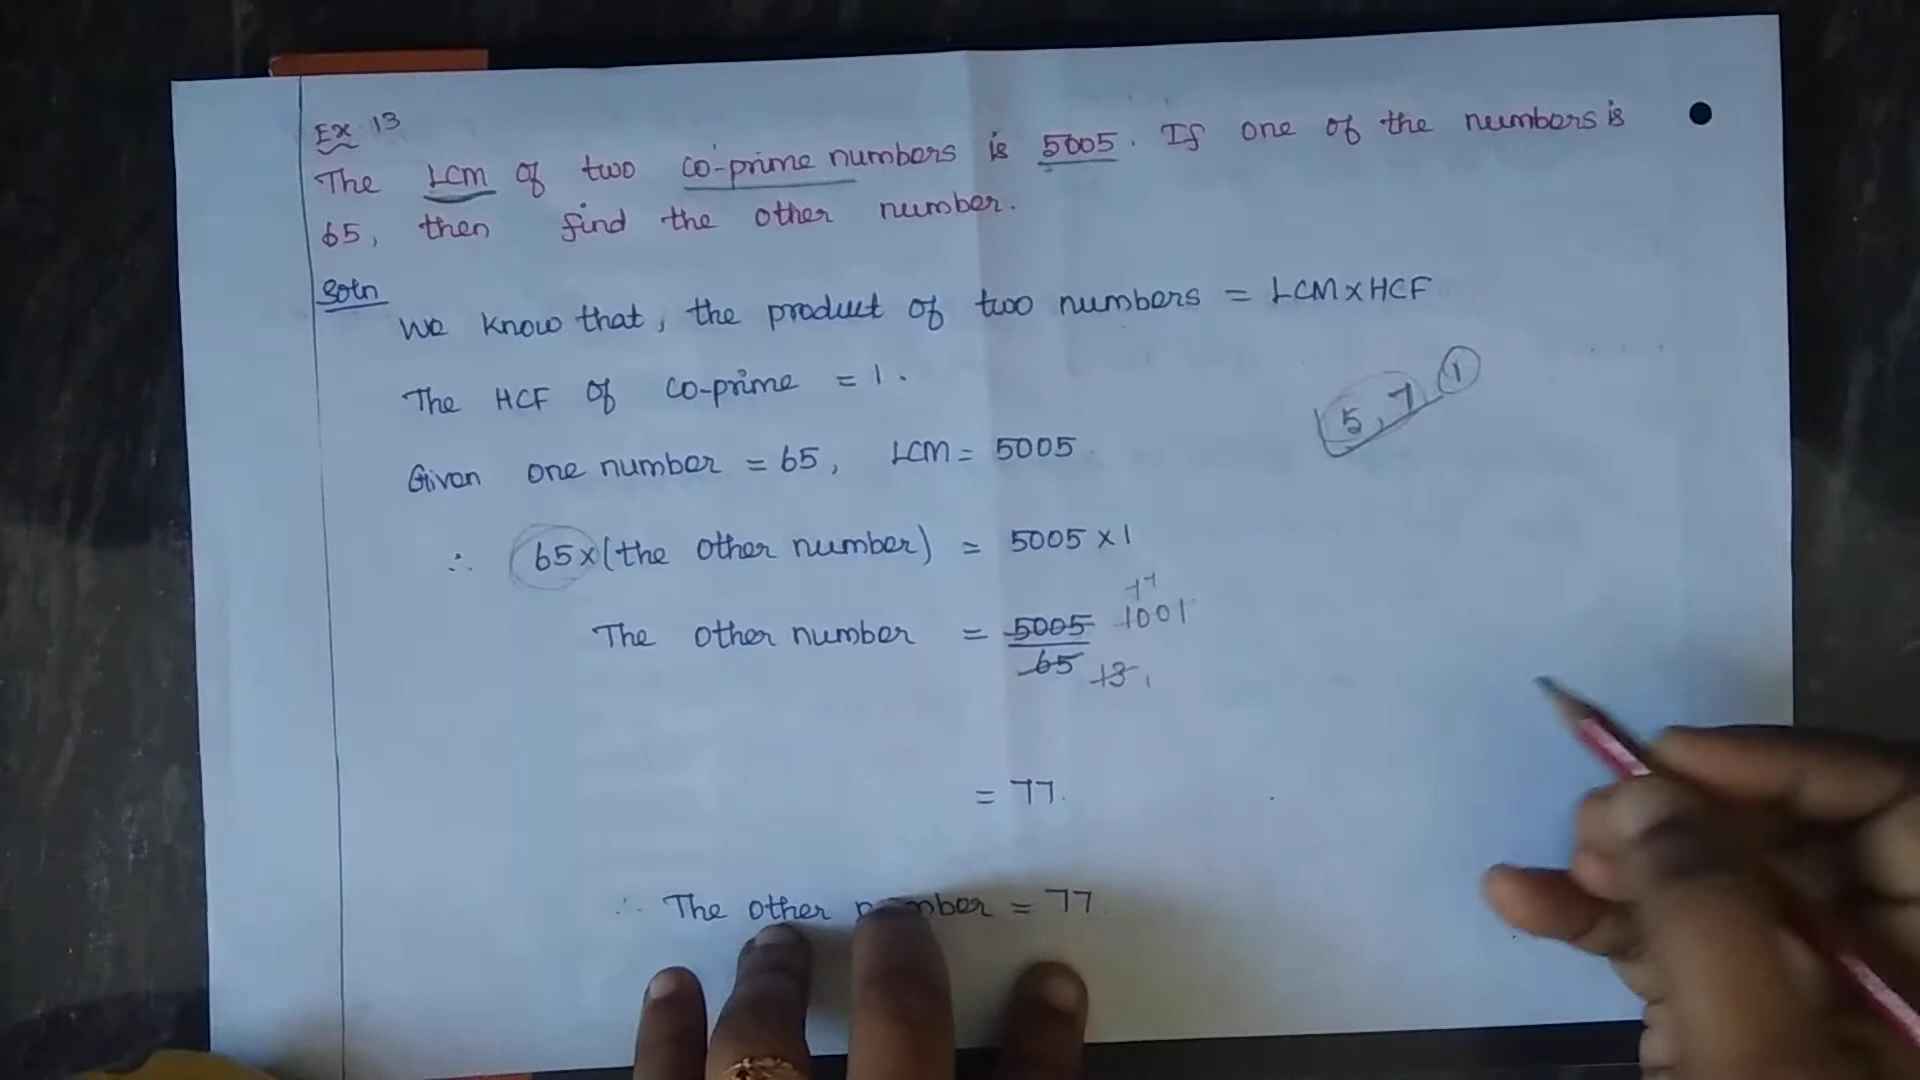 Ex 13
The LCM of two co-prime numbers is 5005. If one of the numbers is
65, then find the other number.
Soln
We know that, the product of two numbers = LCM x HCF
The HCF of co-prime = 1.
5, 7, 1
Given one number = 65, LCM = 5005
∴ 65 x (the other number) = 5005 x 1
77
The other number = 5005 1001
65 13 1
= 77.
∴ The other number = 77.